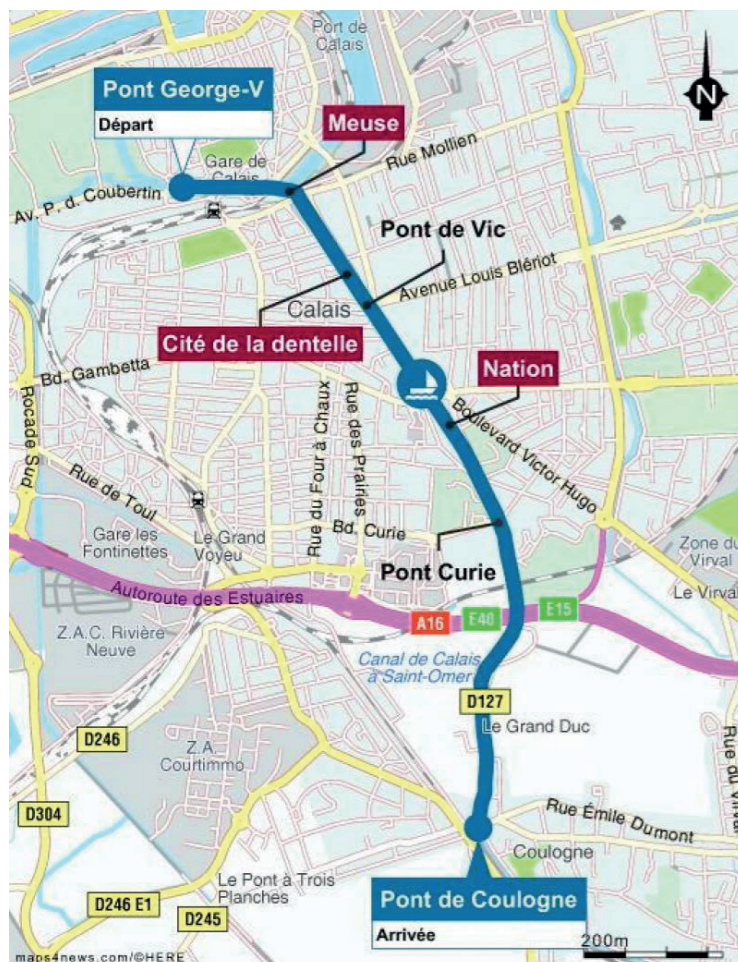 Port de
Calais
Pont George-V
Départ
N
Meuse
Rue Mollien
Gare de
Calais
Av. P. d. Coubertin
Pont de Vic
Avenue Louis Blériot
Calais
Cité de la dentelle
Nation
Bd. Gambetta
Rocade Sud
Boulevard Victor Hugo
Rue du Four à Chaux
Rue des Prairies
Rue de Toul
Bd. Curie
Gare les
Fontinettes
Le Grand
Voyeu
Pont Curie
Zone du
Virval
Le Virval
Autoroute des Estuaires
A16
E40
E15
Z.A.C. Rivière
Neuve
Canal de Calais
à Saint-Omer
D127
Le Grand Duc
D246
Z.A.
Courtimmo
Rue du Virval
D304
Rue Émile Dumont
Coulogne
Le Pont à Trois
Planches
D246 E1
D245
Pont de Coulogne
Arrivée
200m
maps4news.com/©HERE